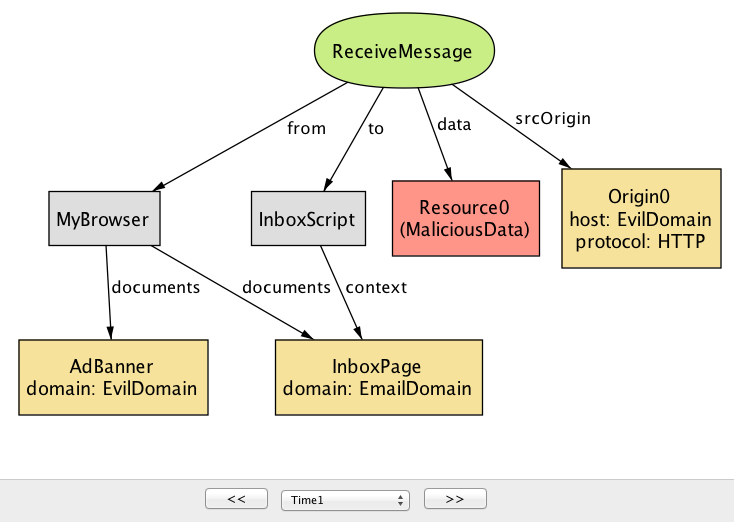 ReceiveMessage
from
to
data
srcOrigin
MyBrowser
InboxScript
Resource0
(MaliciousData)
Origin0
host: EvilDomain
protocol: HTTP
documents
documents
context
AdBanner
domain: EvilDomain
InboxPage
domain: EmailDomain
<<
Time1
>>